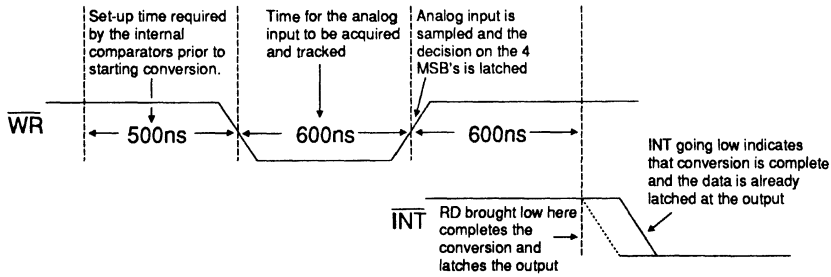 Set-up time required
by the internal
comparators prior to
starting conversion.
Time for the analog
input to be acquired
and tracked
Analog input is
sampled and the
decision on the 4
MSB's is latched
WR
500ns
600ns
600ns
INT going low indicates
that conversion is complete
and the data is already
latched at the output
INT
RD brought low here
completes the
conversion and
latches the output